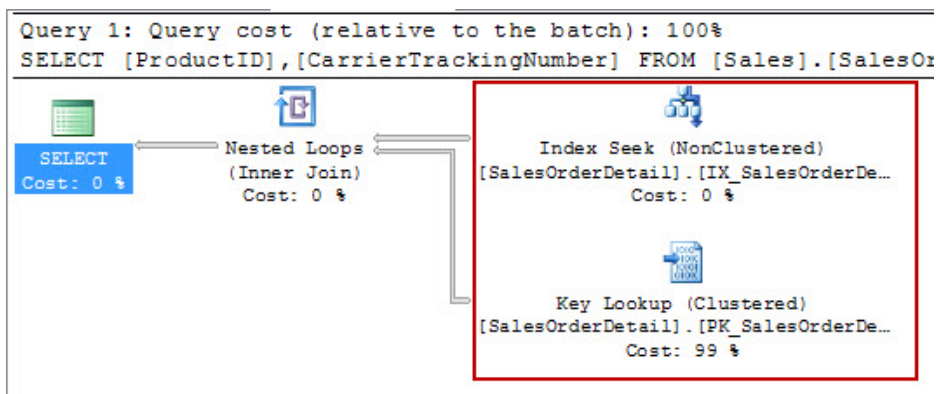 Query 1: Query cost (relative to the batch): 100%
SELECT [ProductID],[CarrierTrackingNumber] FROM [Sales].[SalesOr
SELECT
Cost: 0 %
Nested Loops
(Inner Join)
Cost: 0 %
Index Seek (NonClustered)
[SalesOrderDetail].[IX_SalesOrderDe…
Cost: 0 %
Key Lookup (Clustered)
[SalesOrderDetail].[PK_SalesOrderDe…
Cost: 99 %